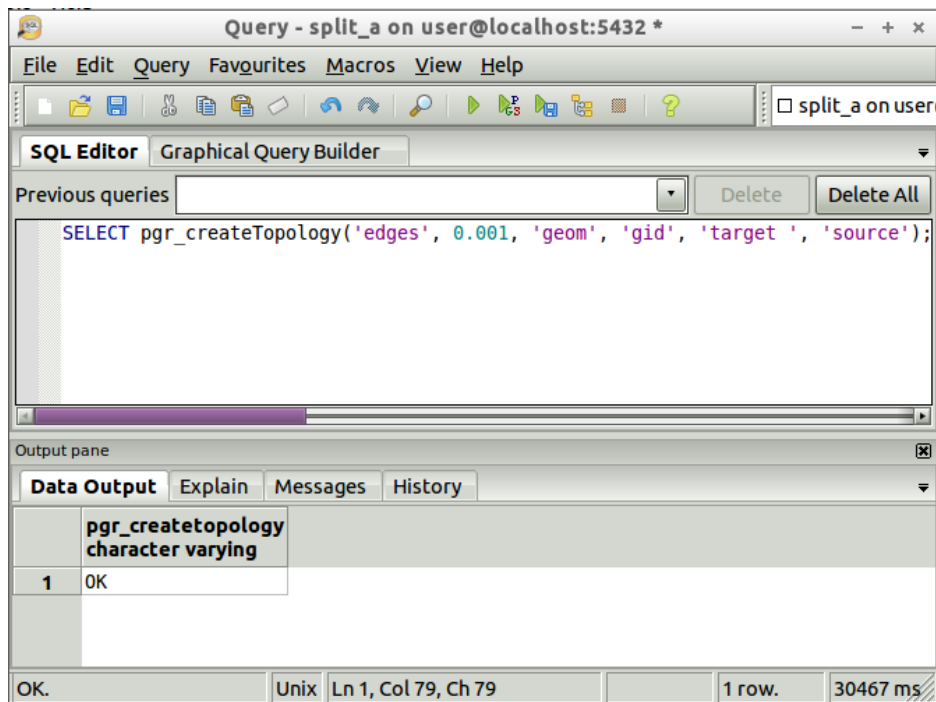 Query - split_a on user@localhost:5432 *
File Edit Query Favourites Macros View Help
split_a on user
SQL Editor Graphical Query Builder
Previous queries Delete Delete All
SELECT pgr_createTopology('edges', 0.001, 'geom', 'gid', 'target ', 'source');
Output pane
Data Output Explain Messages History
pgr_createtopology
character varying
1 OK
OK. Unix Ln 1, Col 79, Ch 79 1 row. 30467 ms